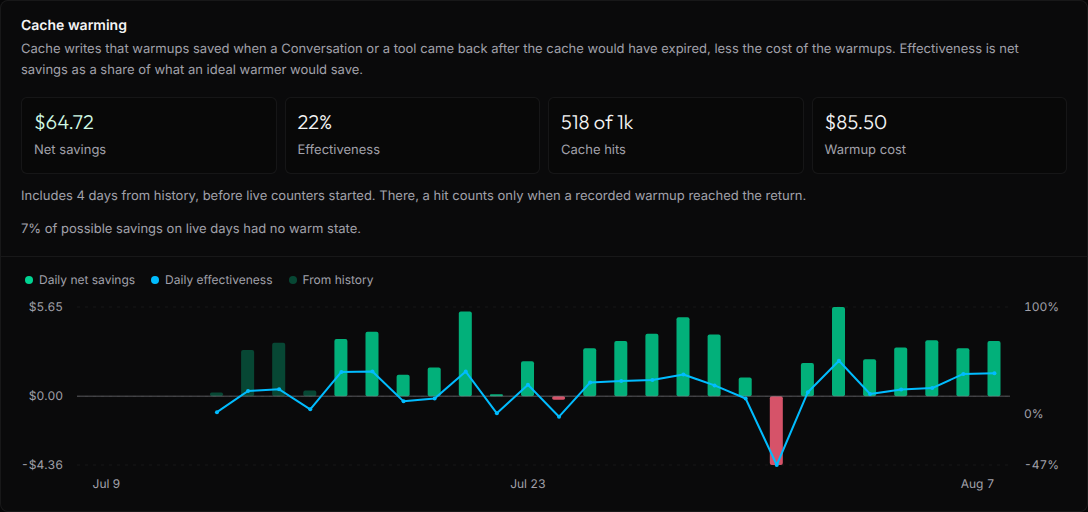 Cache warming
Cache writes that warmups saved when a Conversation or a tool came back after the cache would have expired, less the cost of the warmups. Effectiveness is net
savings as a share of what an ideal warmer would save.
$64.72
Net savings
22%
Effectiveness
518 of 1k
Cache hits
$85.50
Warmup cost
Includes 4 days from history, before live counters started. There, a hit counts only when a recorded warmup reached the return.
7% of possible savings on live days had no warm state.
Daily net savings Daily effectiveness From history
$5.65 100%
$0.00
0%
-$4.36 -47%
Jul 9 Jul 23 Aug 7